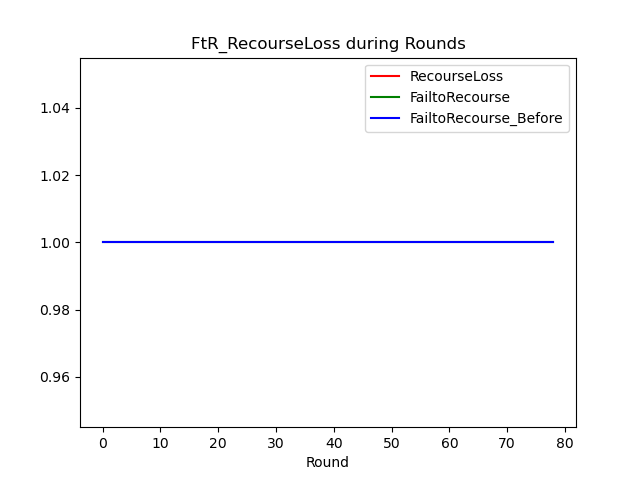 FtR_RecourseLoss during Rounds
RecourseLoss
FailtoRecourse
FailtoRecourse_Before
1.04
1.02
1.00
0.98
0.96
0 10 20 30 40 50 60 70 80
Round